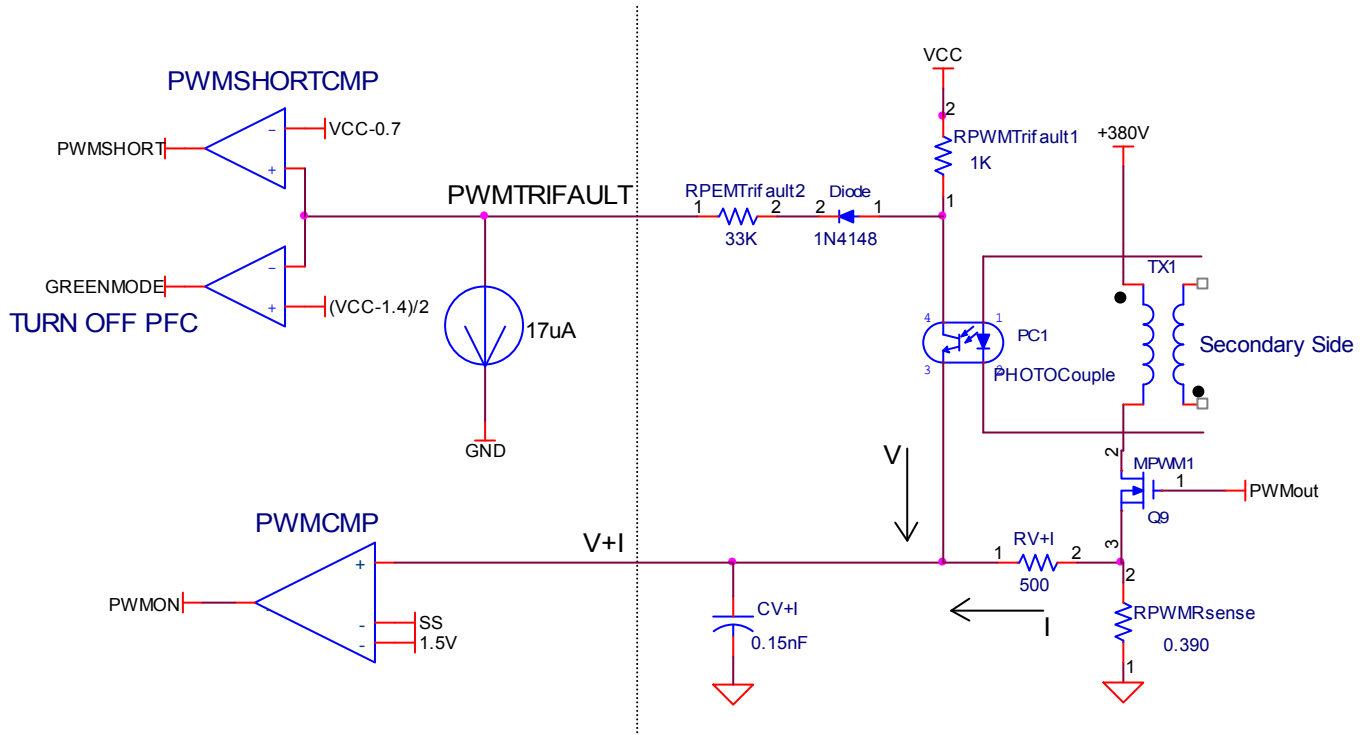 PWMSHORTCMP
VCC-0.7
PWMSHORT
-
+
PWMTRIFAULT
GREENMODE
-
+
(VCC-1.4)/2
TURN OFF PFC
17uA
GND
VCC
2
RPWMTrifault1
1K
1
+380V
RPEMTrifault2
1
2
33K
Diode
2
1
1N4148
TX1
4
1
PC1
3
2
PHOTOCouple
Secondary Side
V
2
MPWM1
1
PWMout
Q9
3
PWMCMP
V+I
+
PWMON
-
SS
-
1.5V
RV+I
1
2
500
I
CV+I
0.15nF
2
RPWMRsense
0.390
1